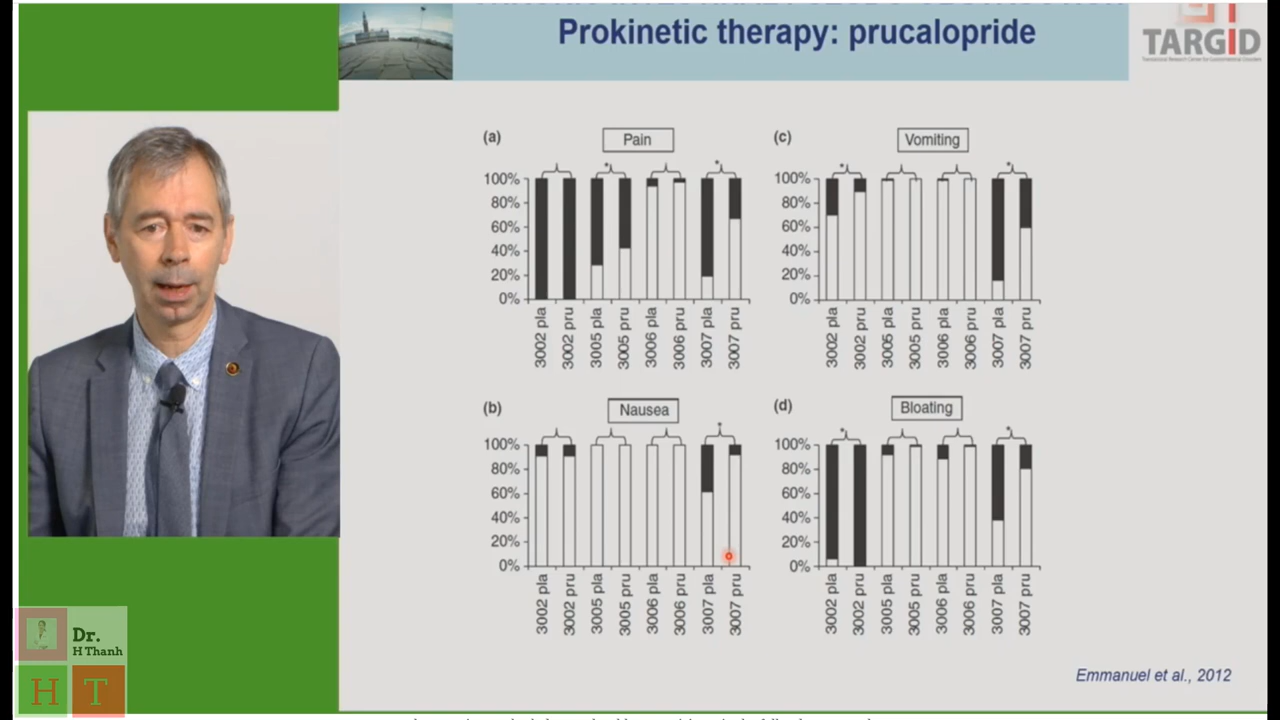 Prokinetic therapy: prucalopride
TARGID
(a)
Pain
100%
80%
60%
40%
20%
0%
*
*
3002 pla
3002 pru
3005 pla
3005 pru
3006 pla
3006 pru
3007 pla
3007 pru
(c)
Vomiting
100%
80%
60%
40%
20%
0%
*
*
3002 pla
3002 pru
3005 pla
3005 pru
3006 pla
3006 pru
3007 pla
3007 pru
(b)
Nausea
100%
80%
60%
40%
20%
0%
*
3002 pla
3002 pru
3005 pla
3005 pru
3006 pla
3006 pru
3007 pla
3007 pru
(d)
Bloating
100%
80%
60%
40%
20%
0%
*
*
3002 pla
3002 pru
3005 pla
3005 pru
3006 pla
3006 pru
3007 pla
3007 pru
Emmanuel et al., 2012
Dr.
H Thanh
H T